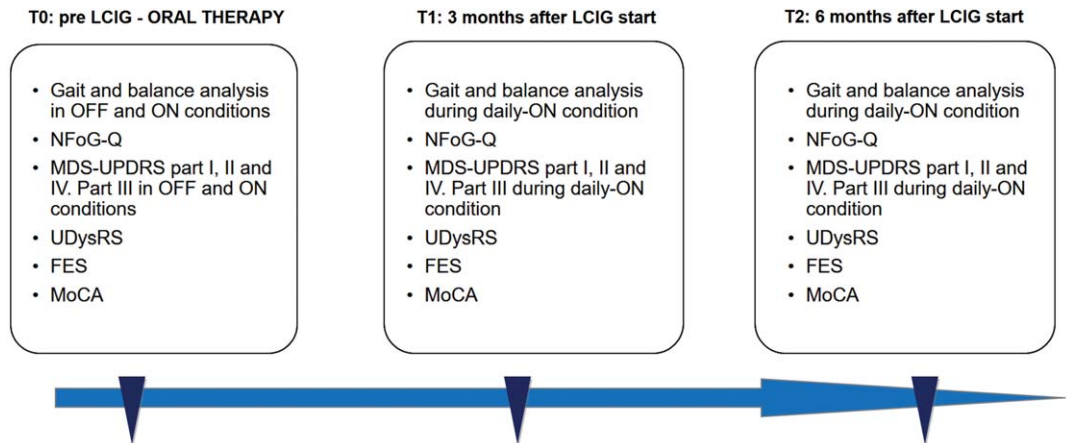 T0: pre LCIG - ORAL THERAPY
• Gait and balance analysis
in OFF and ON conditions
• NFoG-Q
• MDS-UPDRS part I, II and
IV. Part III in OFF and ON
conditions
• UDysRS
• FES
• MoCA
T1: 3 months after LCIG start
• Gait and balance analysis
during daily-ON condition
• NFoG-Q
• MDS-UPDRS part I, II and
IV. Part III during daily-ON
condition
• UDysRS
• FES
• MoCA
T2: 6 months after LCIG start
• Gait and balance analysis
during daily-ON condition
• NFoG-Q
• MDS-UPDRS part I, II and
IV. Part III during daily-ON
condition
• UDysRS
• FES
• MoCA